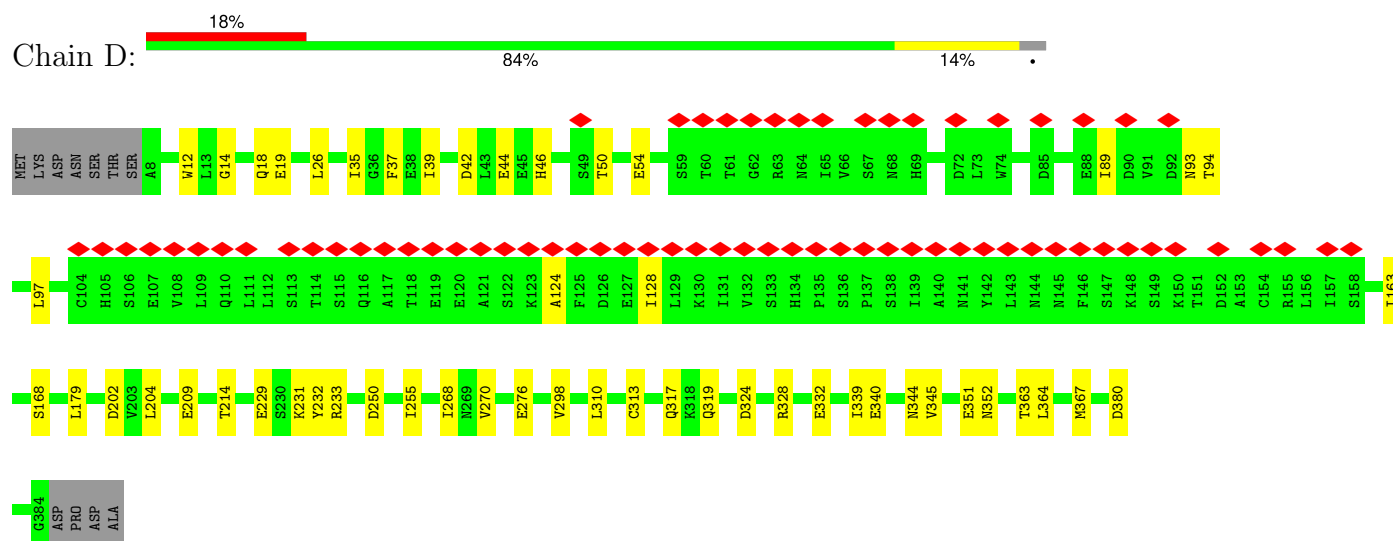 18%
Chain D:
84% 14% •
MET LYS ASP ASN SER THR SER A8 W12 L13 G14 Q18 E19 L26 I35 G36 F37 E38 I39 D42 L43 E44 E45 H46 S49 T50 E54 S59 T60 T61 G62 R63 N64 I65 V66 S67 N68 H69 D72 L73 W74 D85 E88 I89 D90 V91 D92 N93 T94
L97 C104 H105 S106 E107 V108 L109 Q110 L111 L112 S113 T114 S115 Q116 A117 T118 E119 E120 A121 S122 K123 A124 F125 D126 E127 I128 L129 K130 I131 V132 S133 H134 P135 S136 P137 S138 I139 A140 N141 Y142 L143 N144 N145 F146 S147 K148 S149 K150 T151 D152 A153 C154 R155 L156 I157 S158 I163
S168 L179 D202 V203 L204 E209 T214 E229 S230 K231 Y232 R233 D250 I255 I268 N269 V270 E276 V298 L310 C313 Q317 K318 Q319 D324 R328 E332 I339 E340 N344 V345 E351 N352 T363 L364 M367 D380
G384 ASP PRO ASP ALA